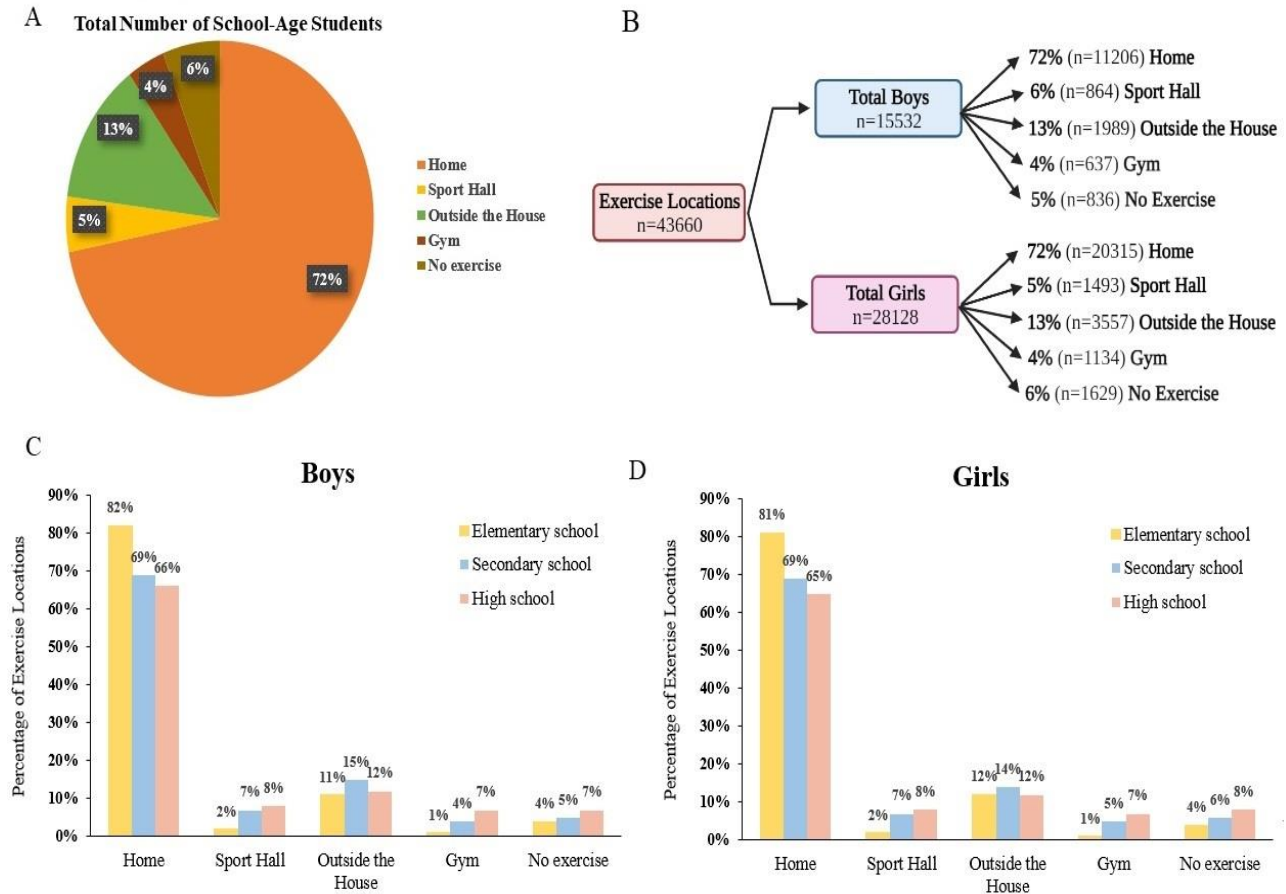 A
Total Number of School-Age Students
6%
4%
13%
5%
72%
Home
Sport Hall
Outside the House
Gym
No exercise
B
Exercise Locations
n=43660
Total Boys
n=15532
72% (n=11206) Home
6% (n=864) Sport Hall
13% (n=1989) Outside the House
4% (n=637) Gym
5% (n=836) No Exercise
Total Girls
n=28128
72% (n=20315) Home
5% (n=1493) Sport Hall
13% (n=3557) Outside the House
4% (n=1134) Gym
6% (n=1629) No Exercise
C
Boys
Percentage of Exercise Locations
90%
80%
70%
60%
50%
40%
30%
20%
10%
0%
82%
69%
66%
2%
7%
8%
11%
15%
12%
1%
4%
7%
4%
5%
7%
Elementary school
Secondary school
High school
Home
Sport Hall
Outside the
House
Gym
No exercise
D
Girls
Percentage of Exercise Locations
90%
80%
70%
60%
50%
40%
30%
20%
10%
0%
81%
69%
65%
2%
7%
8%
12%
14%
12%
1%
5%
7%
4%
6%
8%
Elementary school
Secondary school
High school
Home
Sport Hall
Outside the
House
Gym
No exercise